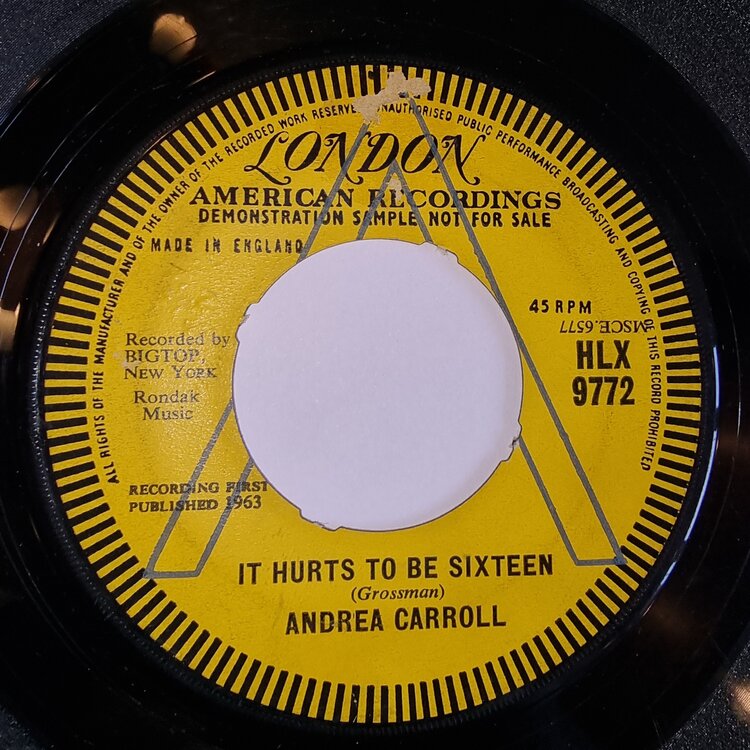 ALL RIGHTS OF THE MANUFACTURER AND OF THE OWNER OF THE RECORDED WORK RESERVE UNAUTHORISED PUBLIC PERFORMANCE BROADCASTING AND COPYING OF THIS RECORD PROHIBITED
LONDON
AMERICAN RECORDINGS
DEMONSTRATION SAMPLE NOT FOR SALE
MADE IN ENGLAND
45 RPM
MSCE.6577
HLX
9772
Recorded by
BIGTOP,
NEW YORK
Rondak
Music
RECORDING FIRST
PUBLISHED 1963
A
IT HURTS TO BE SIXTEEN
(Grossman)
ANDREA CARROLL